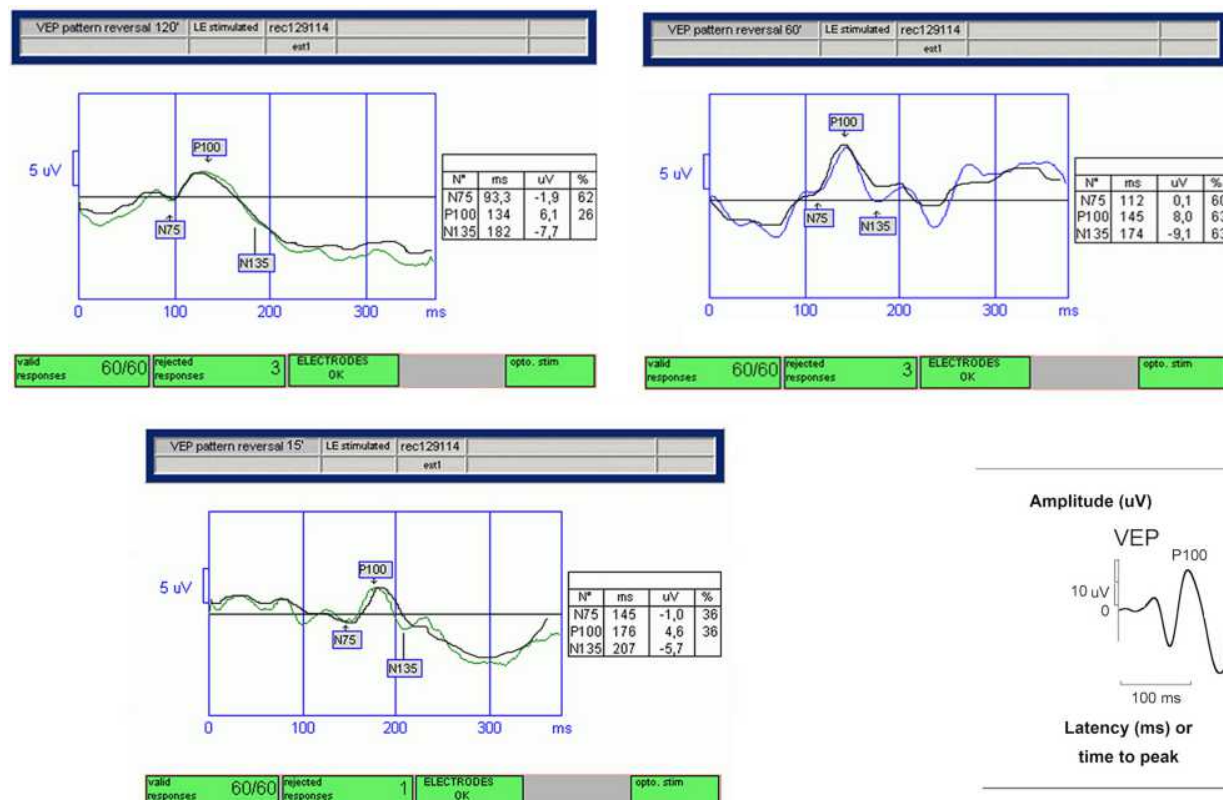 VEP pattern reversal 120' LE stimulated rec129114
est1
5 uV
P100
N75
N135
0 100 200 300 ms
N° ms uV %
N75 93,3 -1,9 62
P100 134 6,1 26
N135 182 -7,7
valid responses 60/60 rejected responses 3 ELECTRODES OK opto. stim
VEP pattern reversal 60' LE stimulated rec129114
est1
5 uV
P100
N75
N135
0 100 200 300 ms
N° ms uV %
N75 112 0,1 60
P100 145 8,0 63
N135 174 -9,1 63
valid responses 60/60 rejected responses 3 ELECTRODES OK opto. stim
VEP pattern reversal 15' LE stimulated rec129114
est1
5 uV
P100
N75
N135
0 100 200 300 ms
N° ms uV %
N75 145 -1,0 36
P100 176 4,6 36
N135 207 -5,7
valid responses 60/60 rejected responses 1 ELECTRODES OK opto. stim
Amplitude (uV)
VEP
P100
10 uV
0
100 ms
Latency (ms) or
time to peak